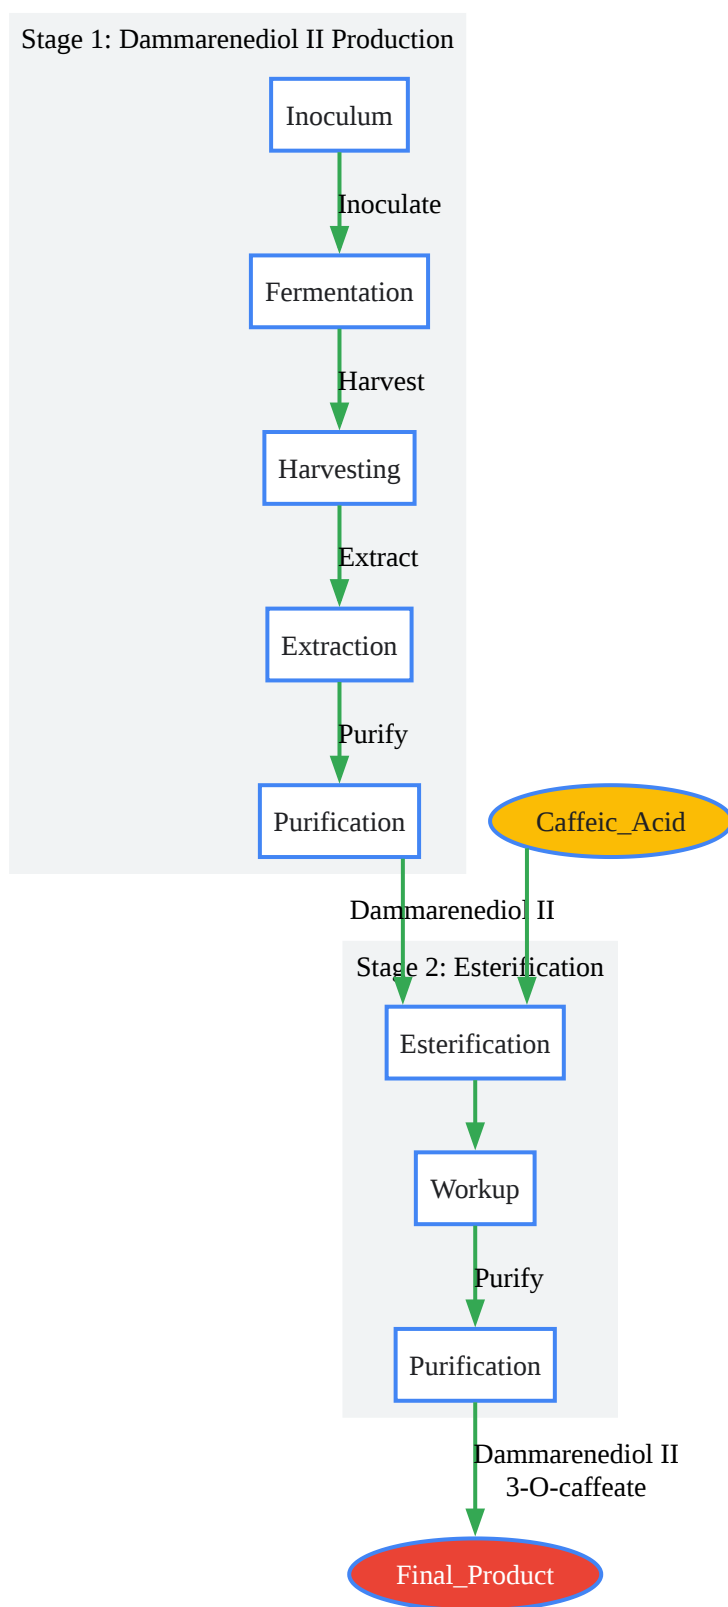 Stage 1: Dammarenediol II Production
Inoculum
Inoculate
Fermentation
Harvest
Harvesting
Extract
Extraction
Purify
Purification
Caffeic_Acid
Dammarenediol II
Stage 2: Esterification
Esterification
Workup
Purify
Purification
Dammarenediol II
3-O-caffeate
Final_Product